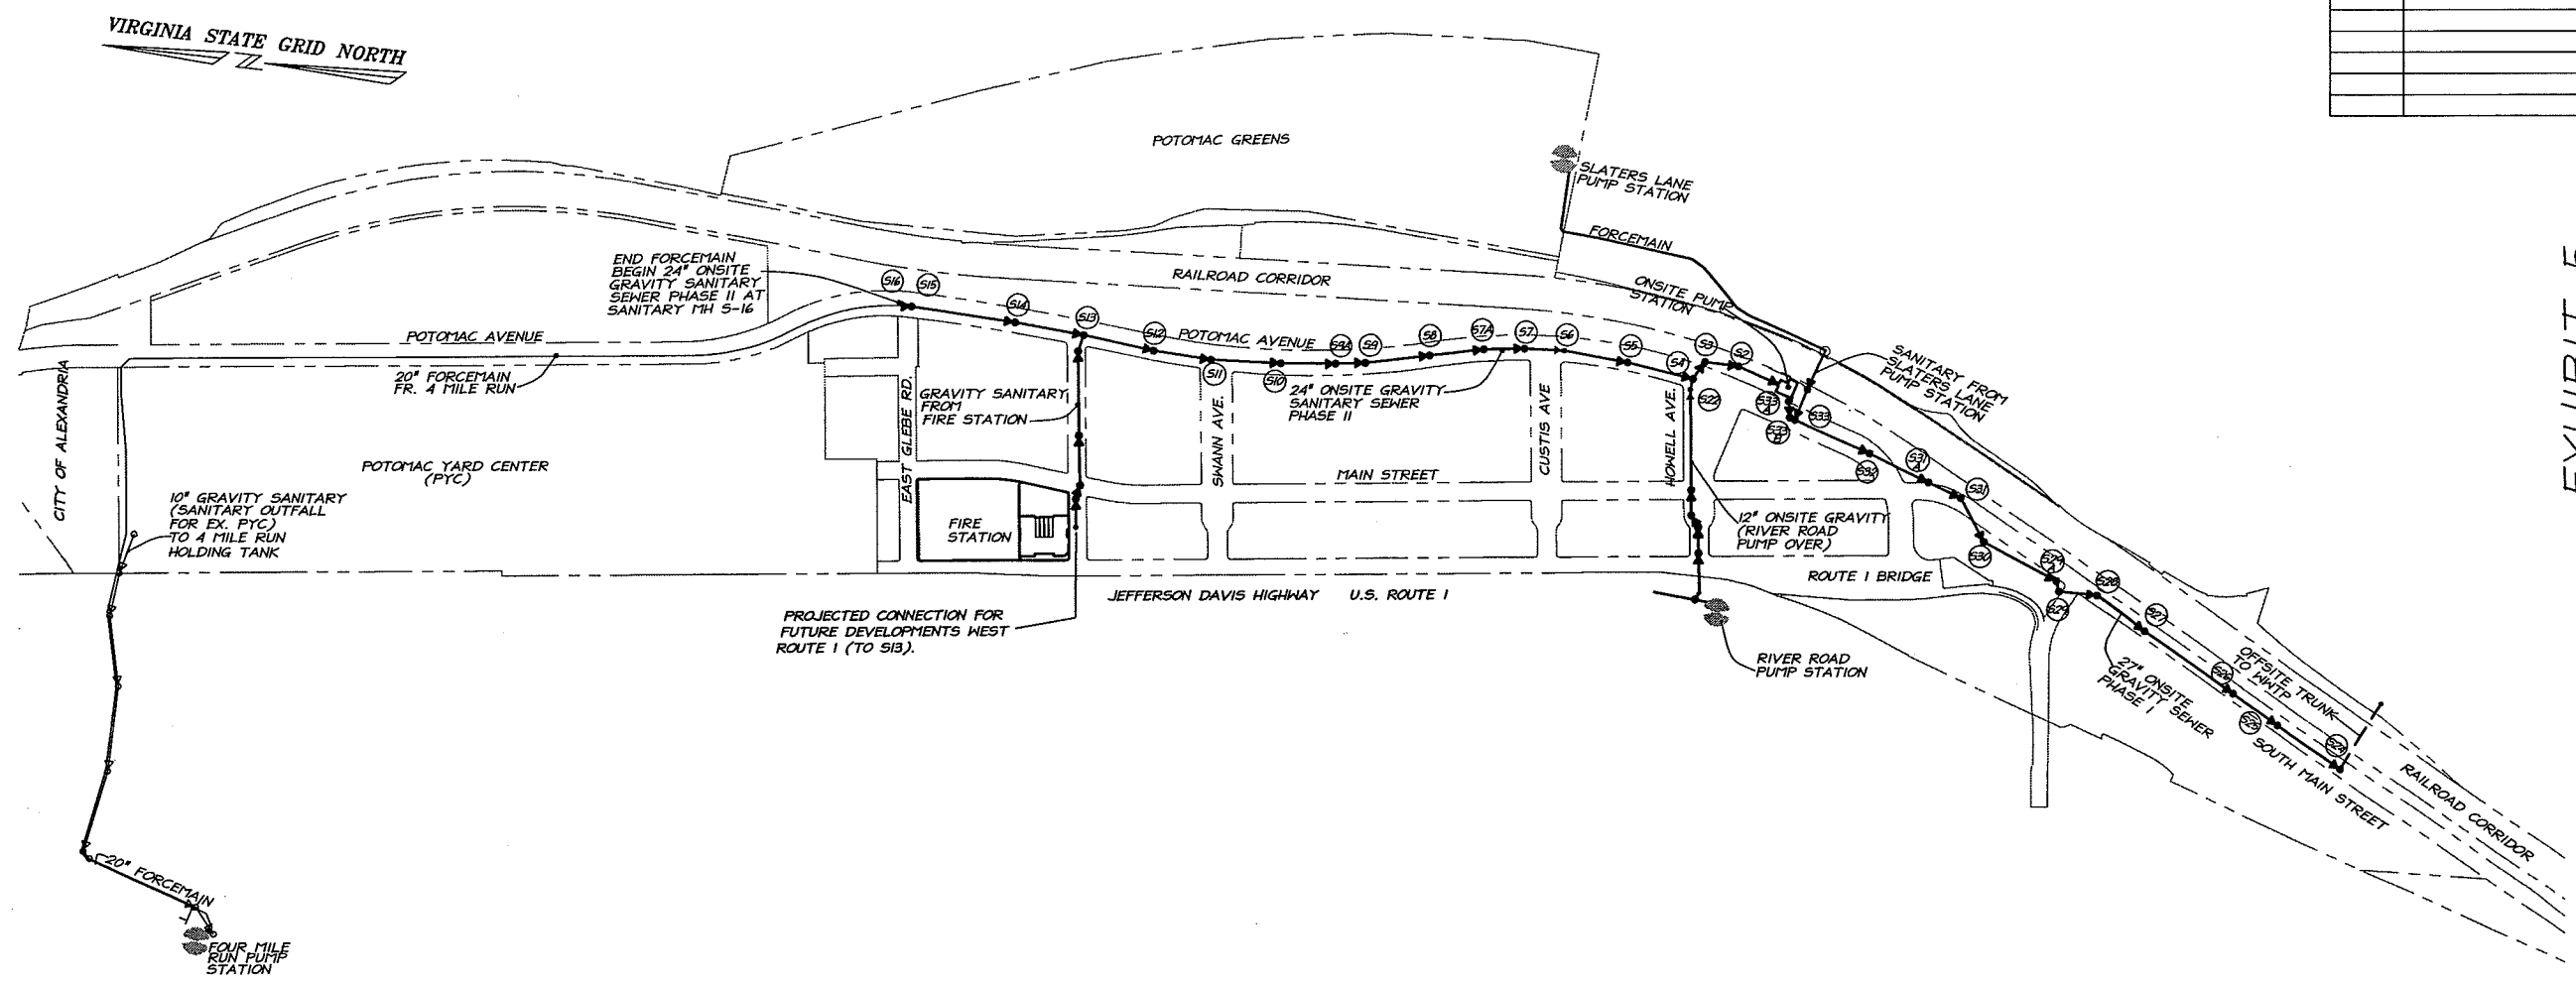 VIRGINIA STATE GRID NORTH
POTOMAC GREENS
SLATERS LANE
PUMP STATION
FORCEMAIN
RAILROAD CORRIDOR
ONSITE PUMP
STATION
END FORCEMAIN
BEGIN 24" ONSITE
GRAVITY SANITARY
SEWER PHASE II AT
SANITARY MH S-16
S16
S15
S14
S13
S12
S11
S10
S9A
S9
S8
S7A
S7
S6
S5
S4
S3
S2
S22
S33
A
S33
B
S33
S32
S31
A
S31
S30
S29
A
S29
S28
S27
S26
S25
S24
POTOMAC AVENUE
POTOMAC AVENUE
20" FORCEMAIN
FR. 4 MILE RUN
CITY OF ALEXANDRIA
POTOMAC YARD CENTER
(PYC)
10" GRAVITY SANITARY
(SANITARY OUTFALL
FOR EX. PYC)
TO 4 MILE RUN
HOLDING TANK
EAST GLEBE RD.
GRAVITY SANITARY
FROM
FIRE STATION
FIRE
STATION
SWANN AVE.
24" ONSITE GRAVITY
SANITARY SEWER
PHASE II
MAIN STREET
CUSTIS AVE
HOWELL AVE.
SANITARY FROM
SLATERS LANE
PUMP STATION
12" ONSITE GRAVITY
(RIVER ROAD
PUMP OVER)
ROUTE 1 BRIDGE
JEFFERSON DAVIS HIGHWAY U.S. ROUTE 1
PROJECTED CONNECTION FOR
FUTURE DEVELOPMENTS WEST
ROUTE 1 (TO S13).
RIVER ROAD
PUMP STATION
27" ONSITE
GRAVITY SEWER
PHASE I
OFFSITE TRUNK
TO WWTP
SOUTH MAIN STREET
RAILROAD CORRIDOR
20" FORCEMAIN
FOUR MILE
RUN PUMP
STATION
EXHIBIT